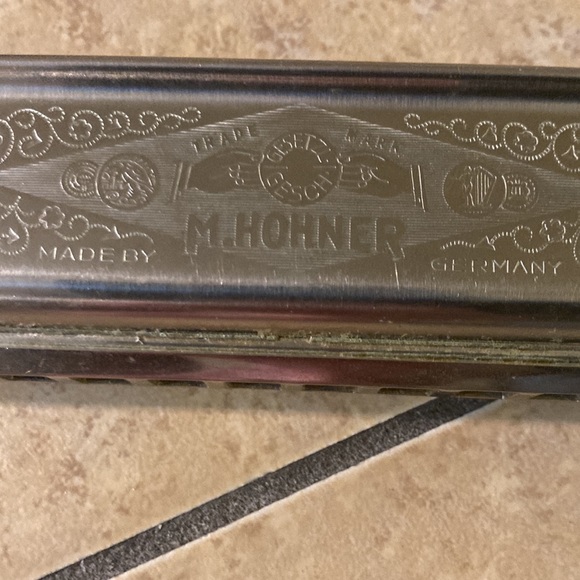 TRADE MARK
GESETZL.
GESCH.
M.HOHNER
MADE BY
GERMANY